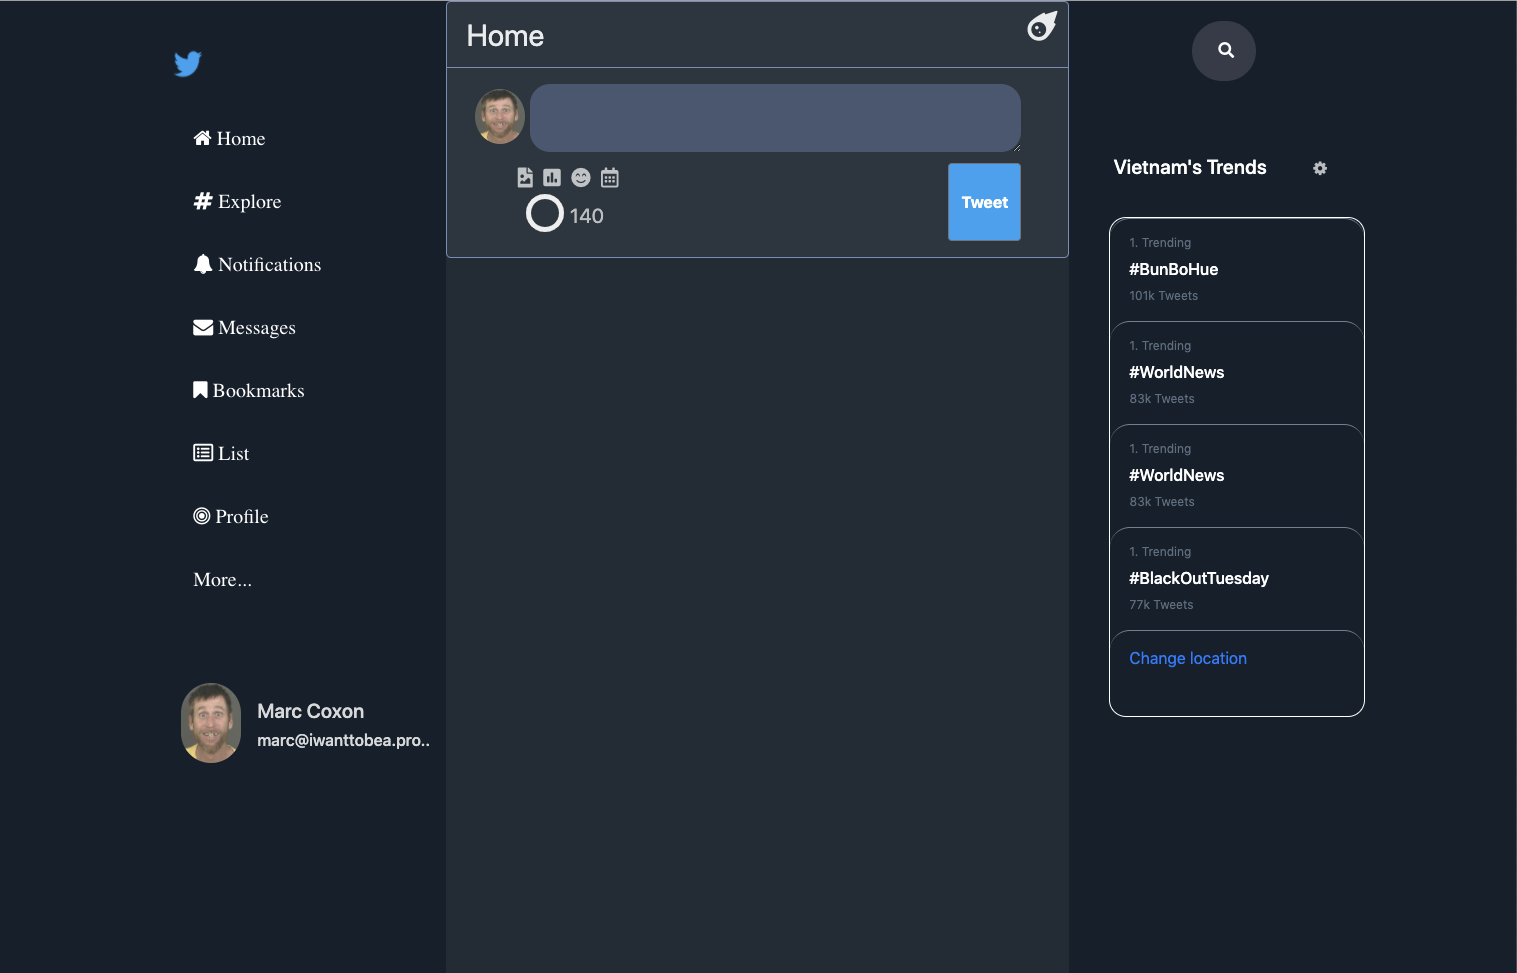 Home
Explore
Notifications
Messages
Bookmarks
List
Profile
More...
Marc Coxon
marc@iwanttobea.pro..
Home
140
Tweet
Vietnam's Trends
1. Trending
#BunBoHue
101k Tweets
1. Trending
#WorldNews
83k Tweets
1. Trending
#WorldNews
83k Tweets
1. Trending
#BlackOutTuesday
77k Tweets
Change location